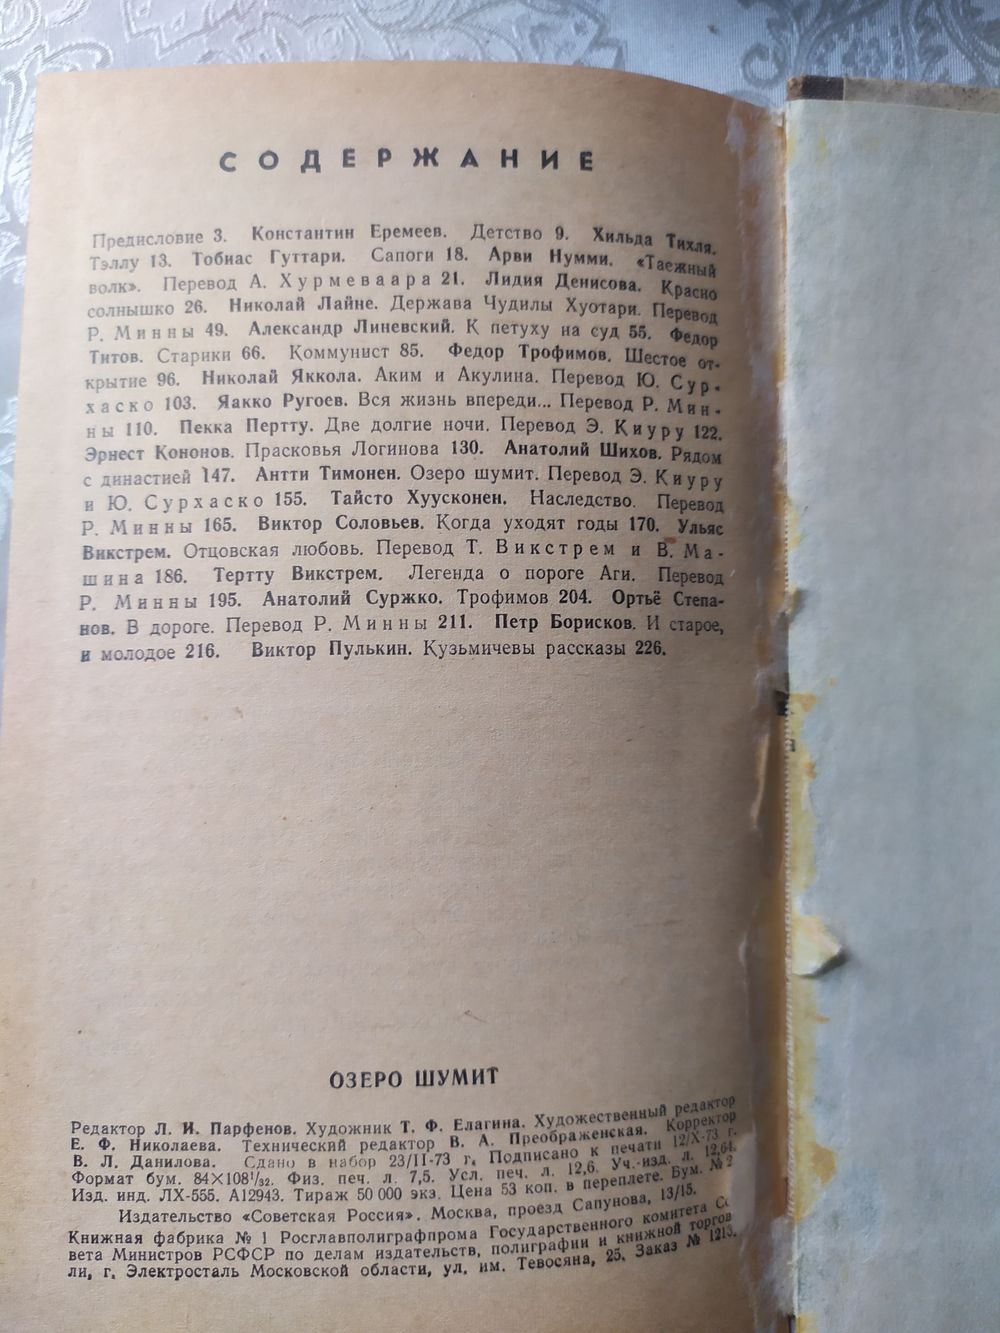 СОДЕРЖАНИЕ
Предисловие 3. Константин Еремеев. Детство 9. Хильда Тихля.
Тэллу 13. Тобиас Гуттари. Сапоги 18. Арви Нумми. «Таежный
волк». Перевод А. Хурмеваара 21. Лидия Денисова. Красно
солнышко 26. Николай Лайне. Держава Чудилы Хуотари. Перевод
Р. Минны 49. Александр Линевский. К петуху на суд 55. Федор
Титов. Старики 66. Коммунист 85. Федор Трофимов. Шестое от-
крытие 96. Николай Яккола. Аким и Акулина. Перевод Ю. Сур-
хаско 103. Яакко Ругоев. Вся жизнь впереди... Перевод Р. Мин-
ны 110. Пекка Пертту. Две долгие ночи. Перевод Э. Киуру 122.
Эрнест Кононов. Прасковья Логинова 130. Анатолий Шихов. Рядом
с династией 147. Антти Тимонен. Озеро шумит. Перевод Э. Киуру
и Ю. Сурхаско 155. Тайсто Хуусконен. Наследство. Перевод
Р. Минны 165. Виктор Соловьев. Когда уходят годы 170. Ульяс
Викстрем. Отцовская любовь. Перевод Т. Викстрем и В. Ма-
шина 186. Тертту Викстрем. Легенда о пороге Аги. Перевод
Р. Минны 195. Анатолий Суржко. Трофимов 204. Ортьё Степа-
нов. В дороге. Перевод Р. Минны 211. Петр Борисков. И старое,
и молодое 216. Виктор Пулькин. Кузьмичевы рассказы 226.
ОЗЕРО ШУМИТ
Редактор Л. И. Парфенов. Художник Т. Ф. Елагина. Художественный редактор
Е. Ф. Николаева. Технический редактор В. А. Преображенская. Корректор
В. Л. Данилова. Сдано в набор 23/II-73 г. Подписано к печати 12/X-73 г.
Формат бум. 84×108¹/₃₂. Физ. печ. л. 7,5. Усл. печ. л. 12,6. Уч.-изд. л. 12,64.
Изд. инд. ЛХ-555. А12943. Тираж 50 000 экз. Цена 53 коп. в переплете. Бум. № 2
Издательство «Советская Россия». Москва, проезд Сапунова, 13/15.
Книжная фабрика № 1 Росглавполиграфпрома Государственного комитета Со
вета Министров РСФСР по делам издательств, полиграфии и книжной торгов
ли, г. Электросталь Московской области, ул. им. Тевосяна, 25. Заказ № 1213.